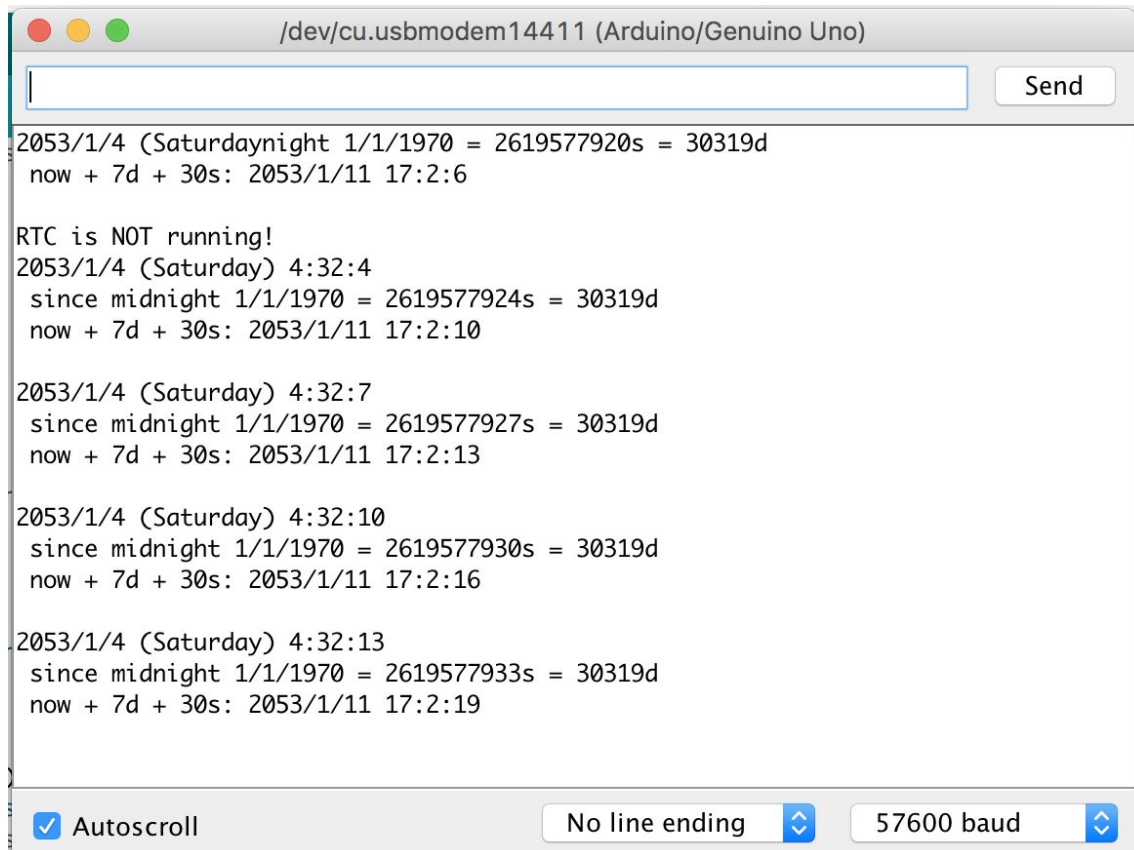 /dev/cu.usbmodem14411 (Arduino/Genuino Uno)
Send
2053/1/4 (Saturdaynight 1/1/1970 = 2619577920s = 30319d
now + 7d + 30s: 2053/1/11 17:2:6
RTC is NOT running!
2053/1/4 (Saturday) 4:32:4
since midnight 1/1/1970 = 2619577924s = 30319d
now + 7d + 30s: 2053/1/11 17:2:10
2053/1/4 (Saturday) 4:32:7
since midnight 1/1/1970 = 2619577927s = 30319d
now + 7d + 30s: 2053/1/11 17:2:13
2053/1/4 (Saturday) 4:32:10
since midnight 1/1/1970 = 2619577930s = 30319d
now + 7d + 30s: 2053/1/11 17:2:16
2053/1/4 (Saturday) 4:32:13
since midnight 1/1/1970 = 2619577933s = 30319d
now + 7d + 30s: 2053/1/11 17:2:19
Autoscroll
No line ending
57600 baud